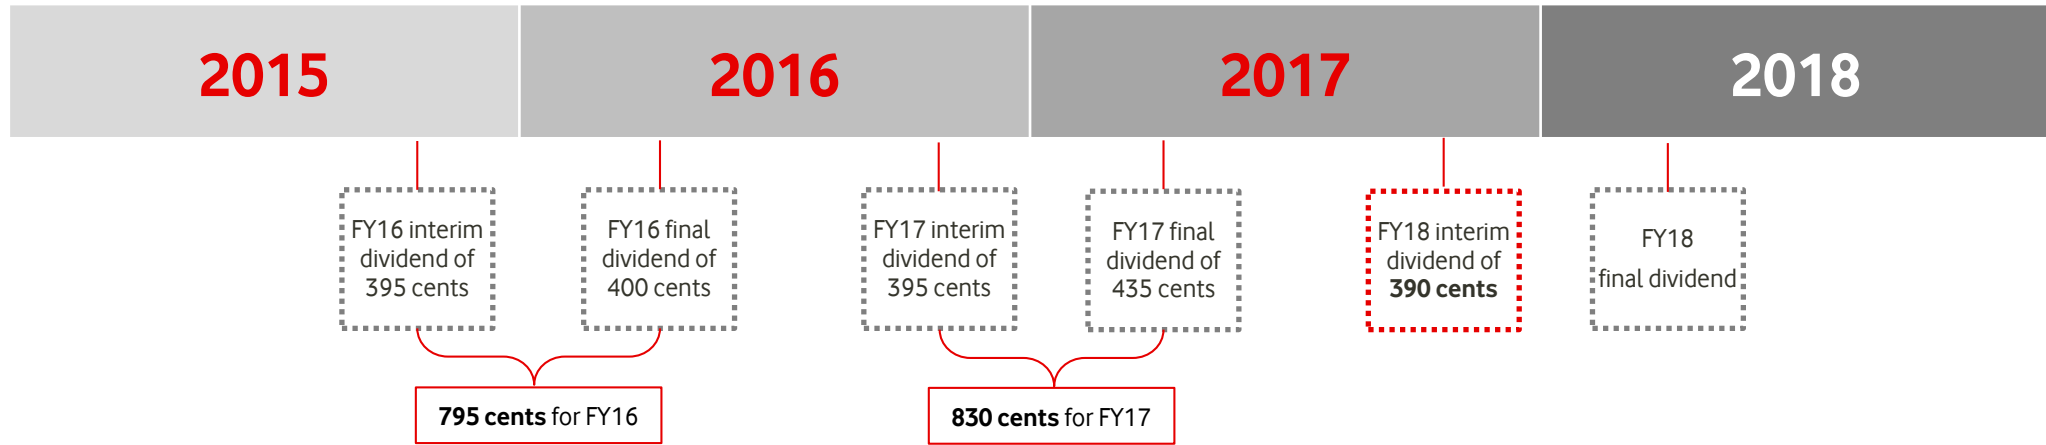 2015
2016
2017
2018
FY16 interim
dividend of
395 cents
FY16 final
dividend of
400 cents
FY17 interim
dividend of
395 cents
FY17 final
dividend of
435 cents
FY18 interim
dividend of
390 cents
FY18
final dividend
795 cents for FY16
830 cents for FY17